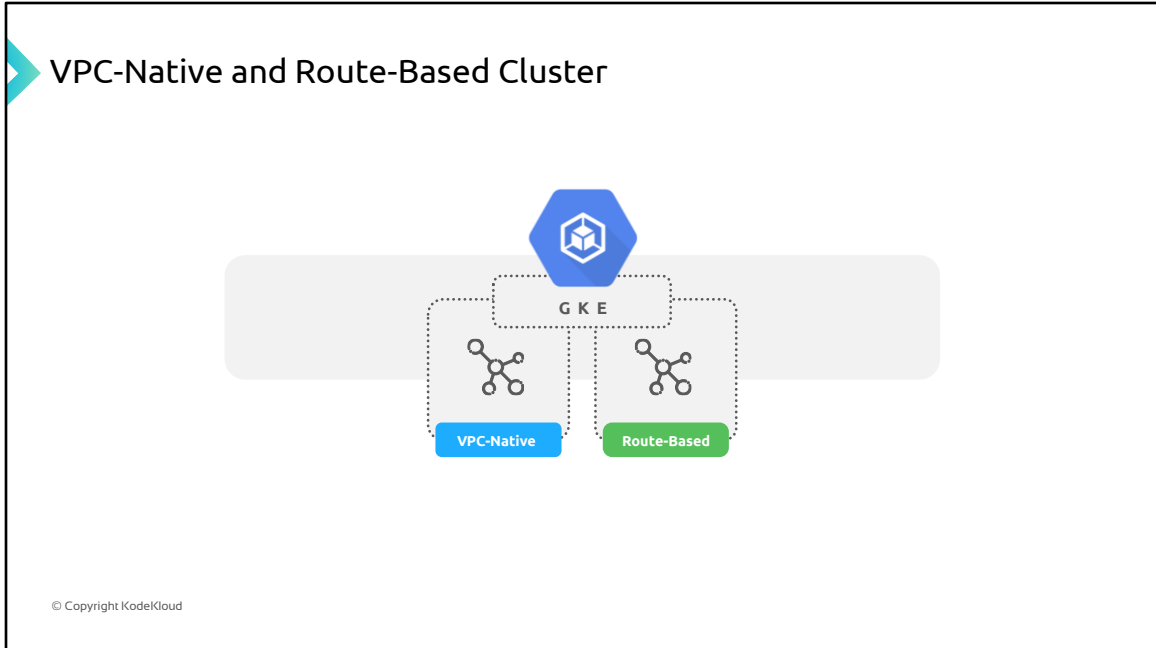 VPC-Native and Route-Based Cluster
G K E
VPC-Native
Route-Based
© Copyright KodeKloud